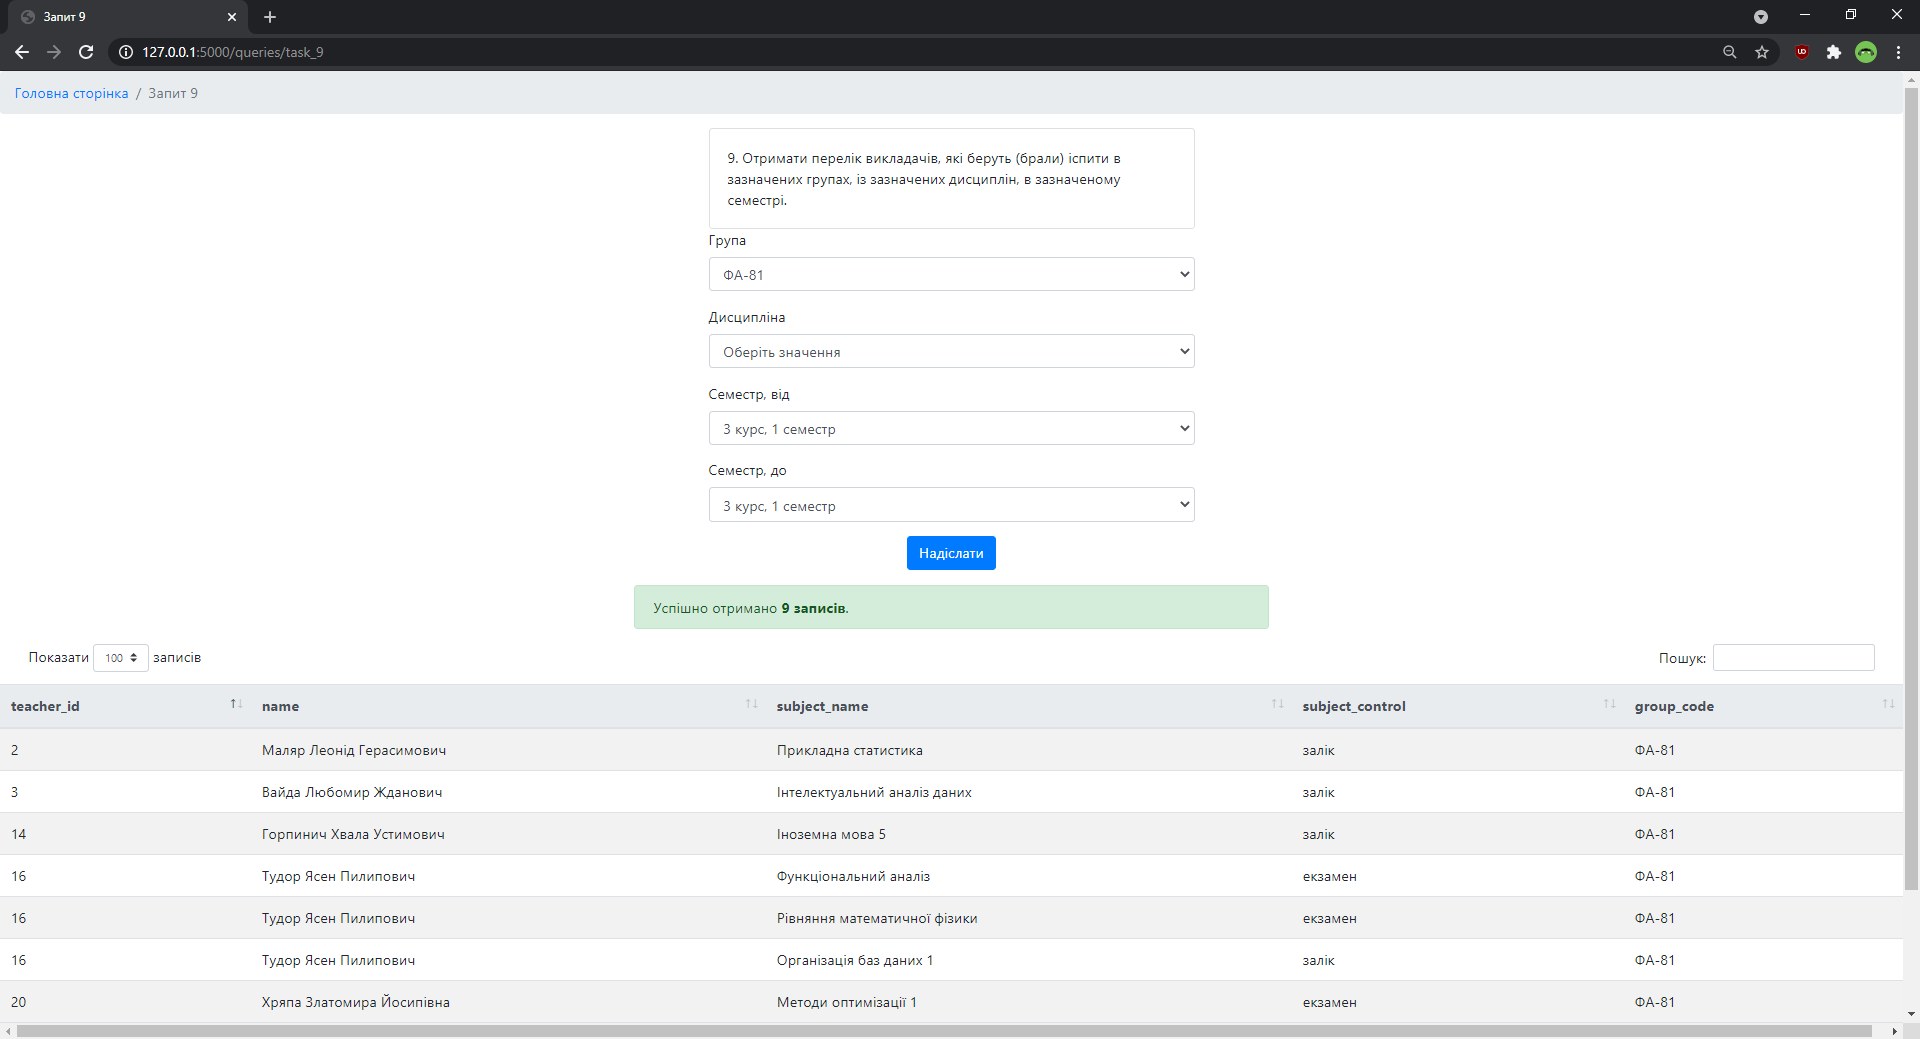 Запит 9
127.0.0.1:5000/queries/task_9
Головна сторінка / Запит 9
9. Отримати перелік викладачів, які беруть (брали) іспити в
зазначених групах, із зазначених дисциплін, в зазначеному
семестрі.
Група
ФА-81
Дисципліна
Оберіть значення
Семестр, від
3 курс, 1 семестр
Семестр, до
3 курс, 1 семестр
Надіслати
Успішно отримано 9 записів.
Показати 100 записів
Пошук:
teacher_id name subject_name subject_control group_code
2 Маляр Леонід Герасимович Прикладна статистика залік ФА-81
3 Вайда Любомир Жданович Інтелектуальний аналіз даних залік ФА-81
14 Горпинич Хвала Устимович Іноземна мова 5 залік ФА-81
16 Тудор Ясен Пилипович Функціональний аналіз екзамен ФА-81
16 Тудор Ясен Пилипович Рівняння математичної фізики екзамен ФА-81
16 Тудор Ясен Пилипович Організація баз даних 1 залік ФА-81
20 Хряпа Златомира Йосипівна Методи оптимізації 1 екзамен ФА-81